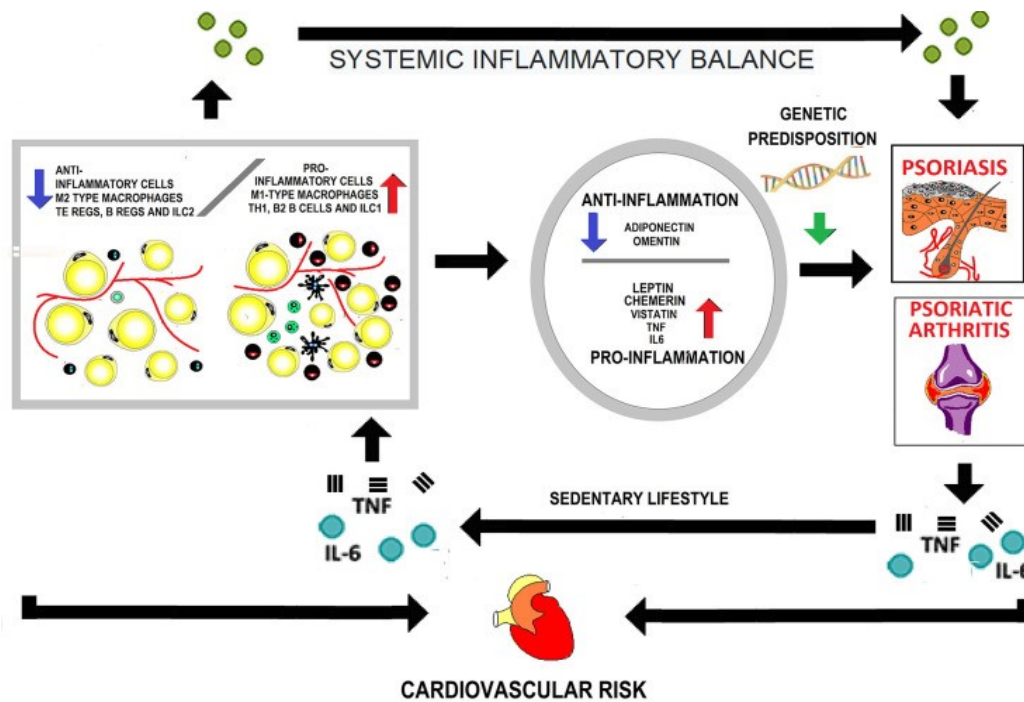 SYSTEMIC INFLAMMATORY BALANCE
ANTI-
INFLAMMATORY CELLS
M2 TYPE MACROPHAGES
TE REGS, B REGS AND ILC2
PRO-
INFLAMMATORY CELLS
M1-TYPE MACROPHAGES
TH1, B2 B CELLS AND ILC1
ANTI-INFLAMMATION
ADIPONECTIN
OMENTIN
LEPTIN
CHEMERIN
VISTATIN
TNF
IL6
PRO-INFLAMMATION
GENETIC
PREDISPOSITION
PSORIASIS
PSORIATIC
ARTHRITIS
TNF
IL-6
SEDENTARY LIFESTYLE
TNF
IL-6
CARDIOVASCULAR RISK